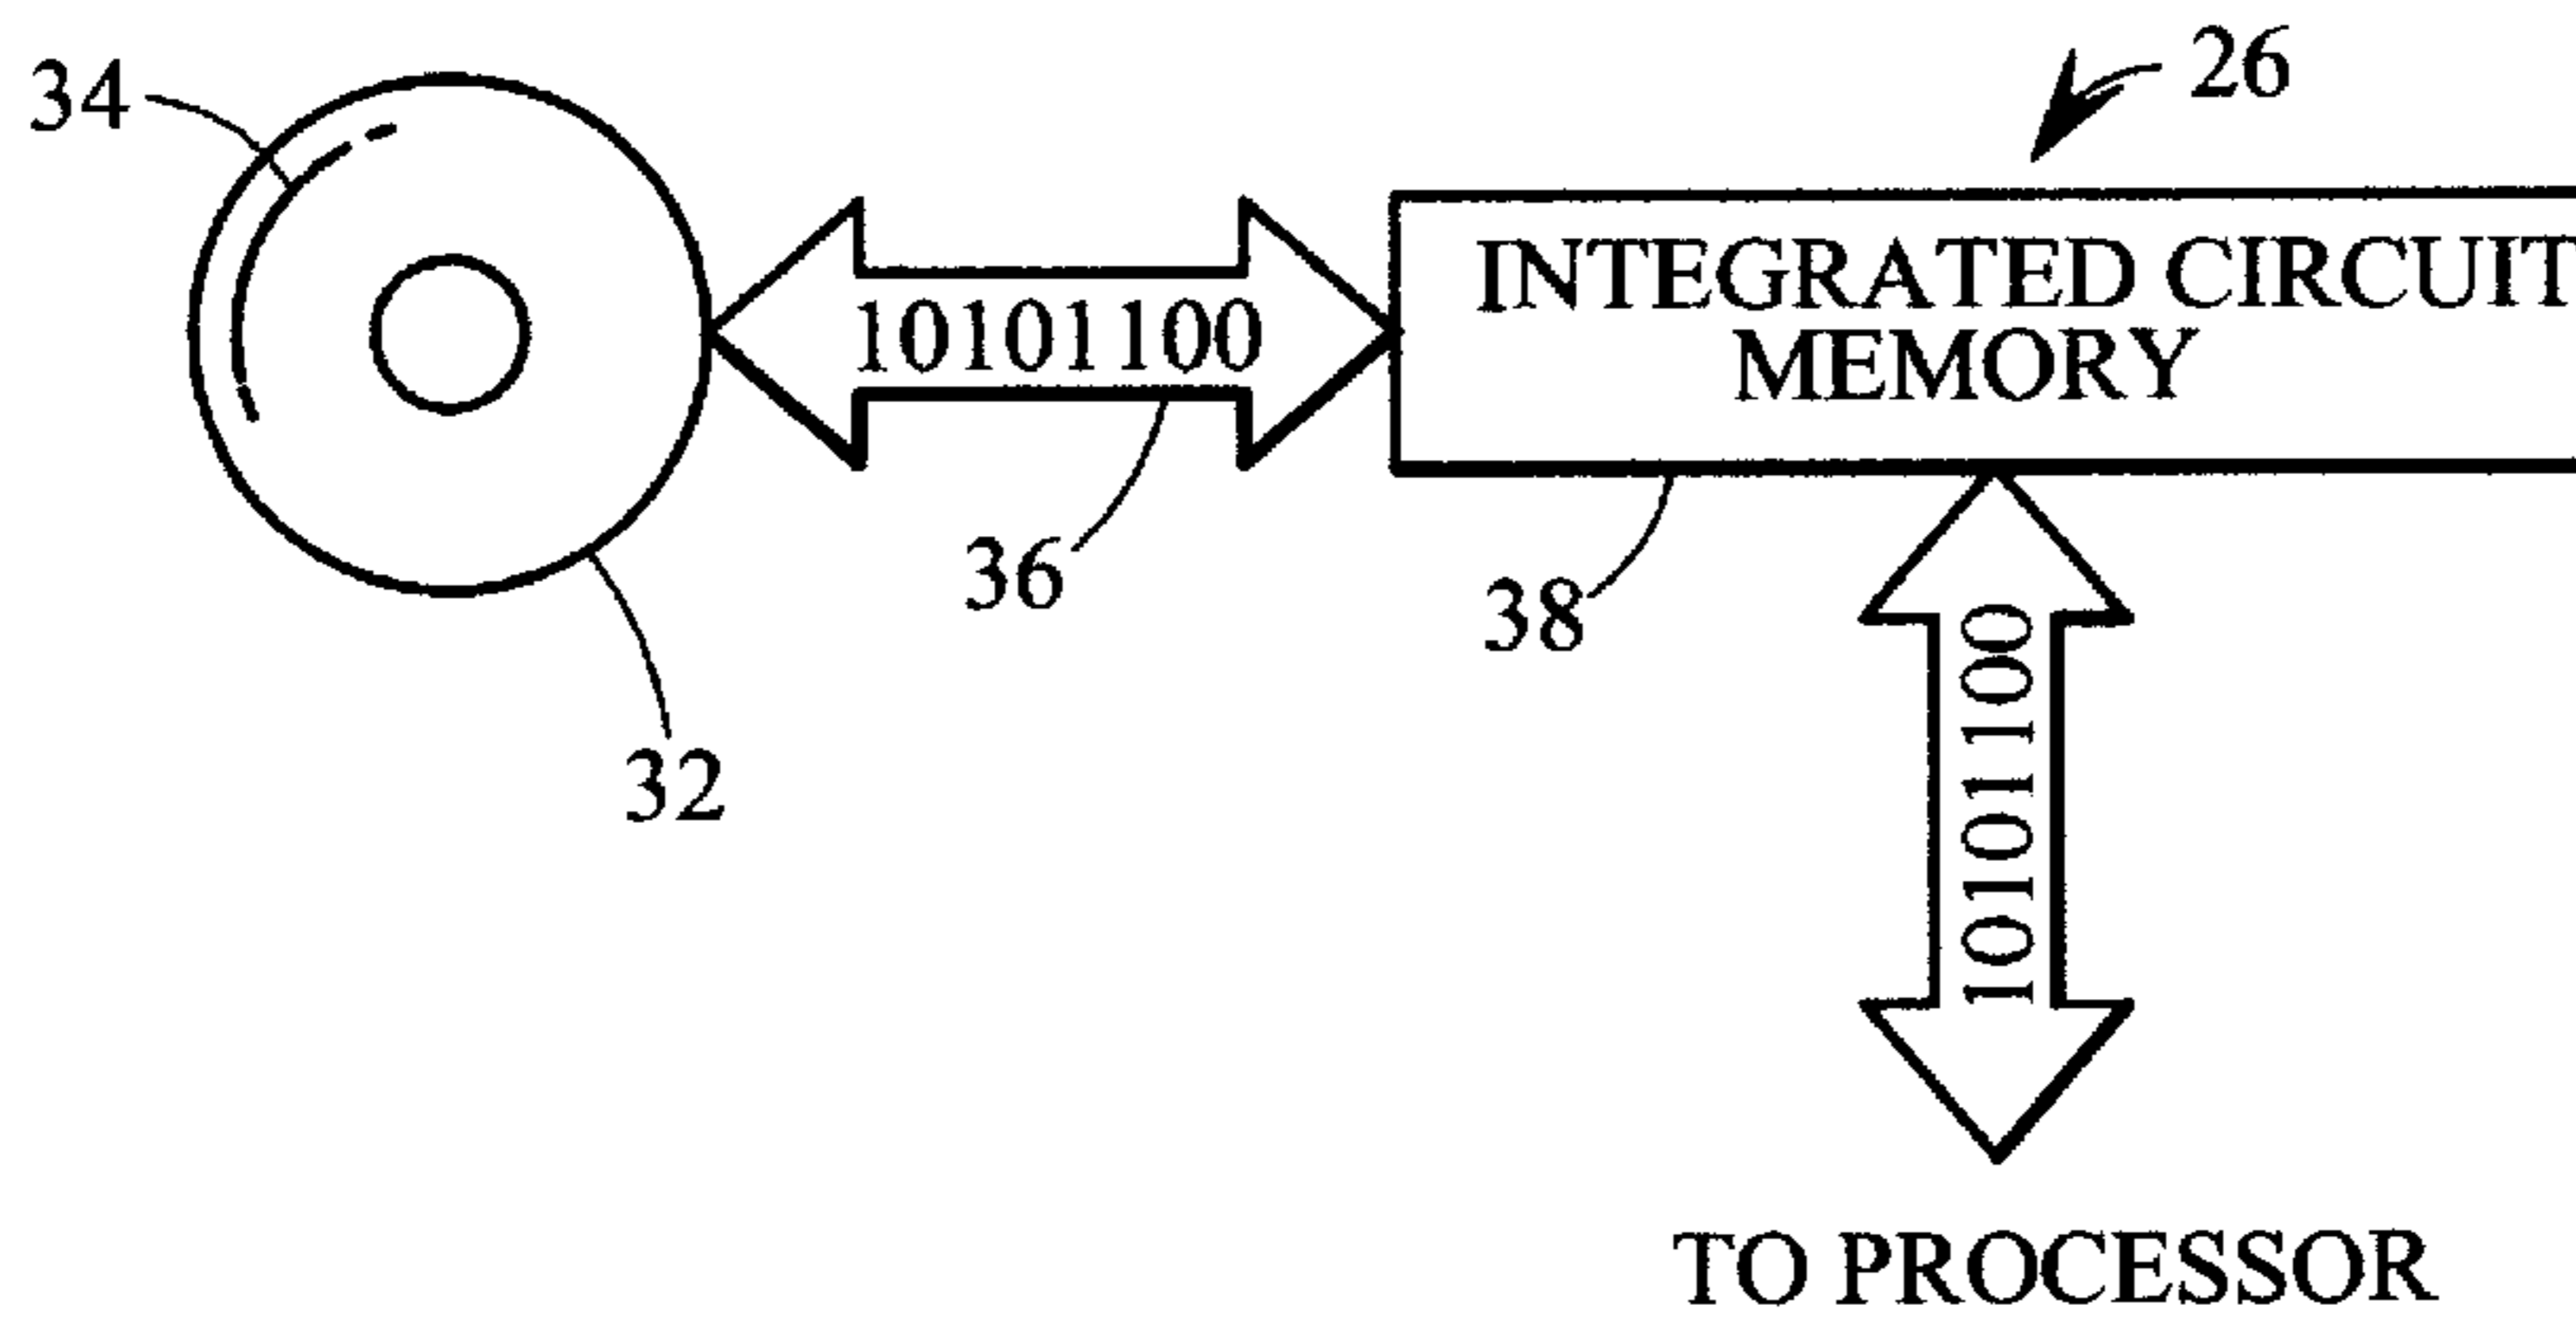 34
26
INTEGRATED CIRCUIT
MEMORY
10101100
36
38
32
10101100
TO PROCESSOR